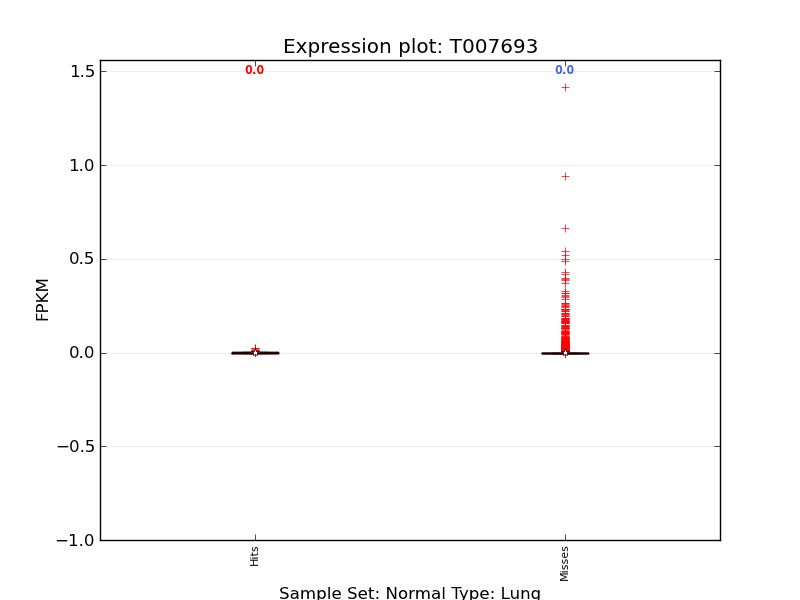 Expression plot: T007693
0.0
0.0
1.5
1.0
0.5
0.0
−0.5
−1.0
FPKM
Hits
Misses
Sample Set: Normal Type: Lung